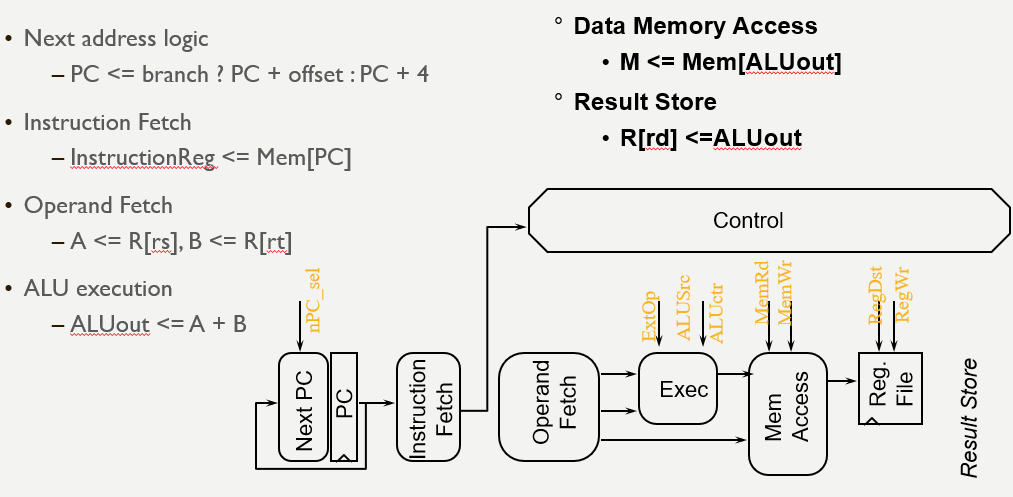 • Next address logic
– PC <= branch ? PC + offset : PC + 4
• Instruction Fetch
– InstructionReg <= Mem[PC]
• Operand Fetch
– A <= R[rs], B <= R[rt]
• ALU execution
– ALUout <= A + B
° Data Memory Access
• M <= Mem[ALUout]
° Result Store
• R[rd] <=ALUout
Control
nPC_sel
ExtOp
ALUSrc
ALUctr
MemRd
MemWr
RegDst
RegWr
Next PC
PC
Instruction
Fetch
Operand
Fetch
Exec
Mem
Access
Reg.
File
Result Store